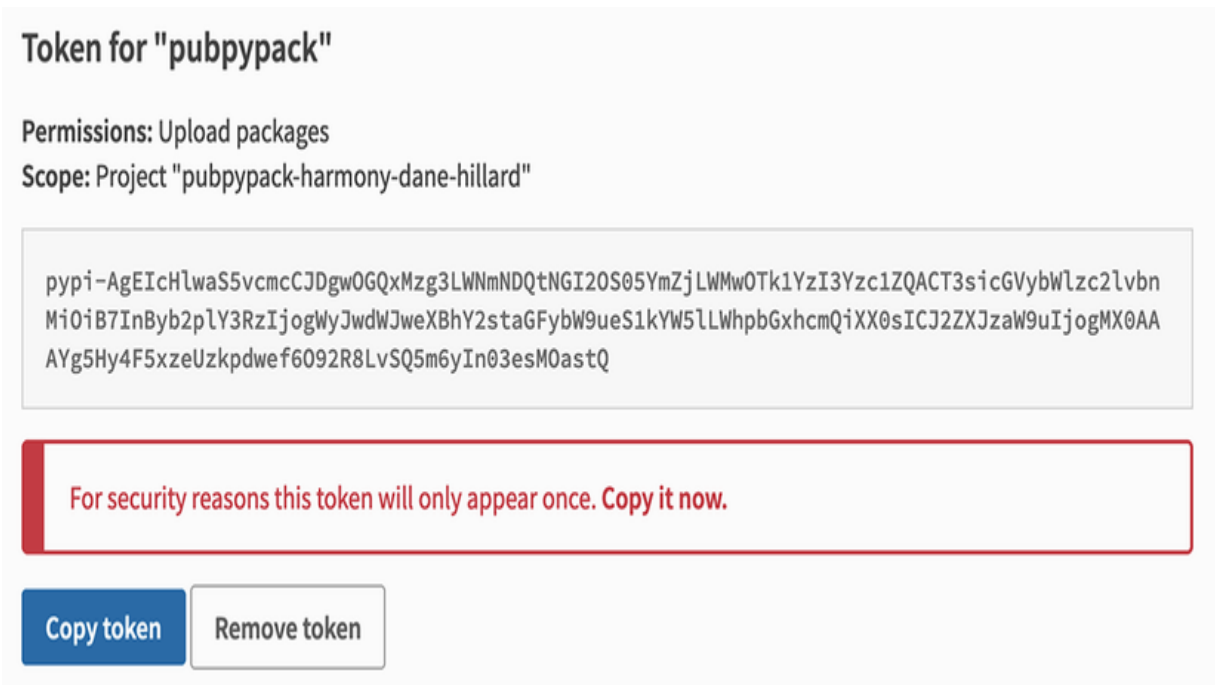 Token for "pubpypack"
Permissions: Upload packages
Scope: Project "pubpypack-harmony-dane-hillard"
pypi-AgEIcHlwaS5vcmcCJDgwOGQxMzg3LWNmNDQtNGI2OS05YmZjLWMwOTk1YzI3Yzc1ZQACT3sicGVybWlzc2lvbn
MiOiB7InByb2plY3RzIjogWyJwdWJweXBhY2staGFybW9ueS1kYW5lLWhpbGxhcmQiXX0sICJ2ZXJzaW9uIjogMX0AA
AYg5Hy4F5xzeUzkpdwef6O92R8LvSQ5m6yIn03esMOastQ
For security reasons this token will only appear once. Copy it now.
Copy token
Remove token